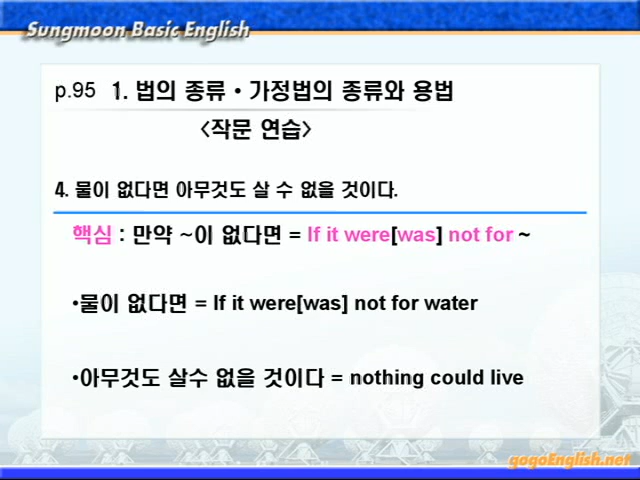 Sungmoon Basic English
p.95 1. 법의 종류 • 가정법의 종류와 용법
<작문 연습>
4. 물이 없다면 아무것도 살 수 없을 것이다.
핵심 : 만약 ~이 없다면 = If it were[was] not for ~
•물이 없다면 = If it were[was] not for water
•아무것도 살수 없을 것이다 = nothing could live
gogoEnglish.net